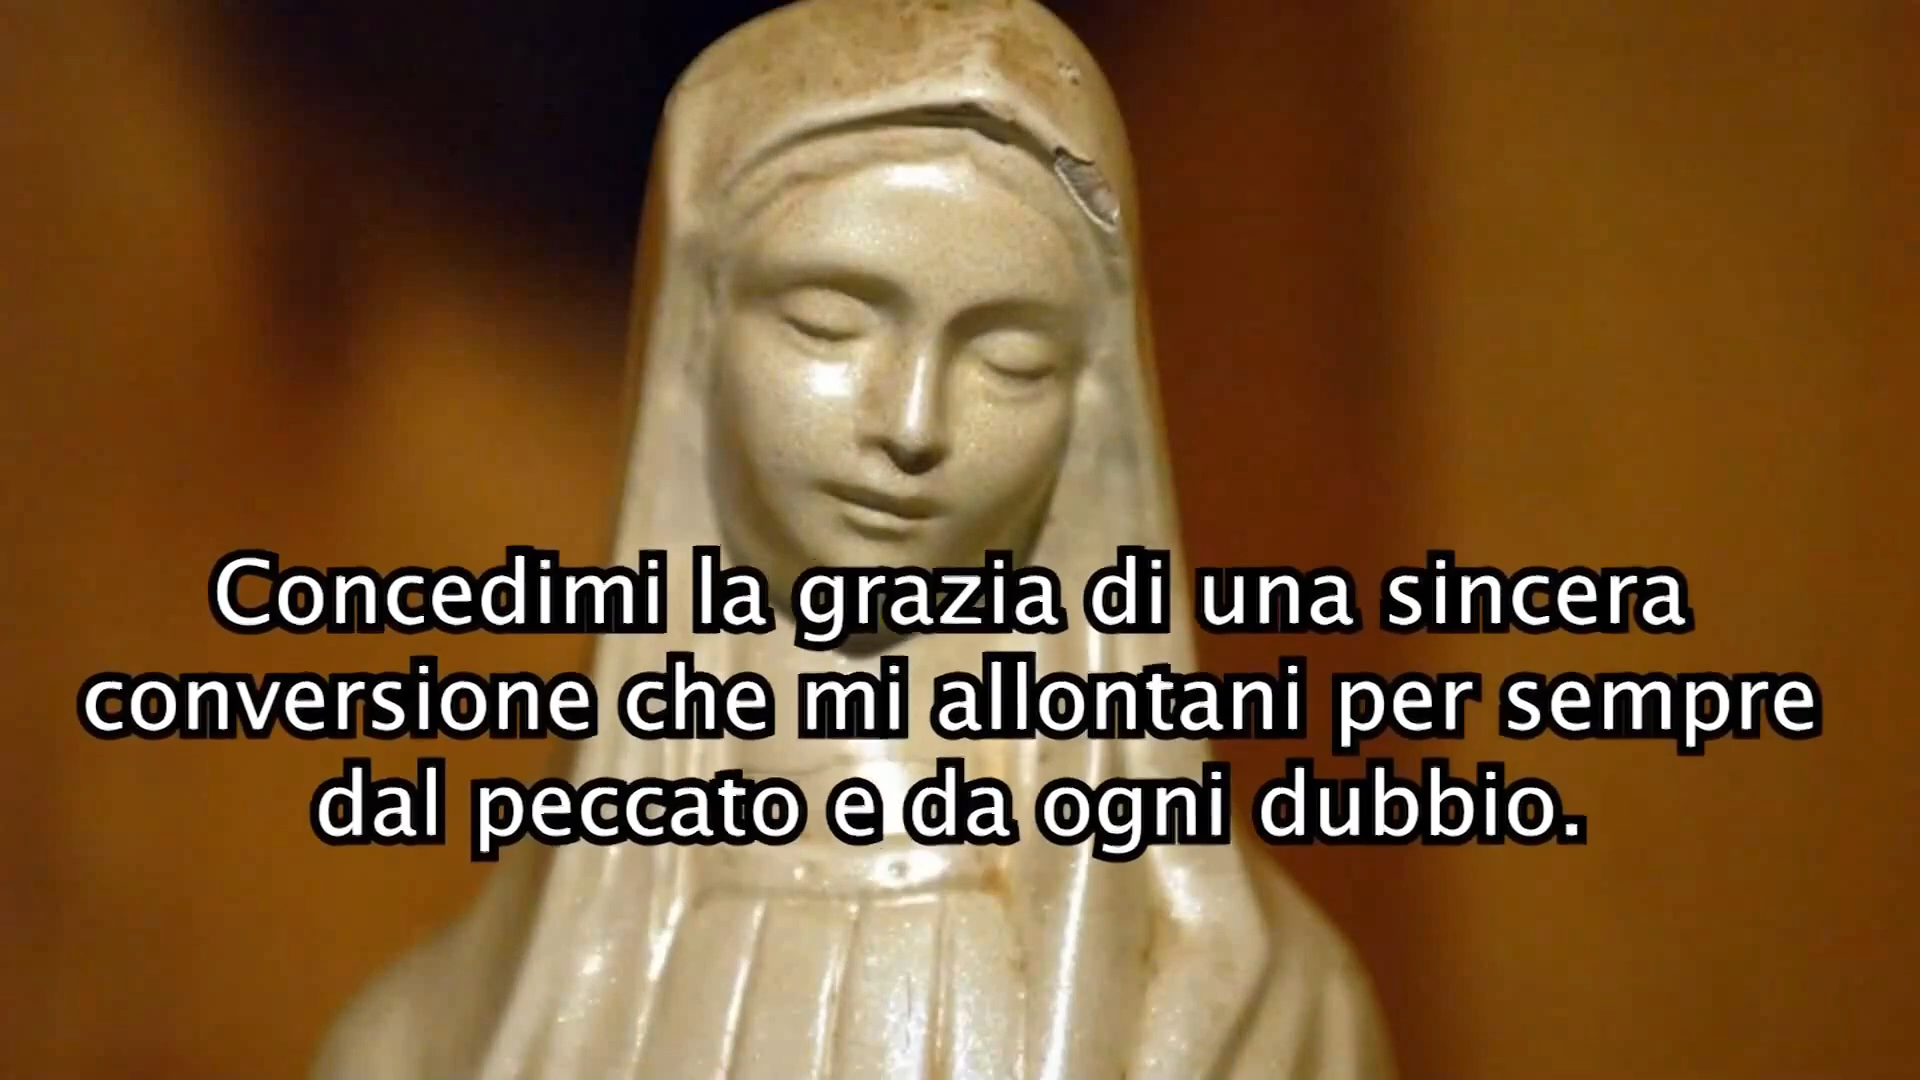 Concedimi la grazia di una sincera
conversione che mi allontani per sempre
dal peccato e da ogni dubbio.